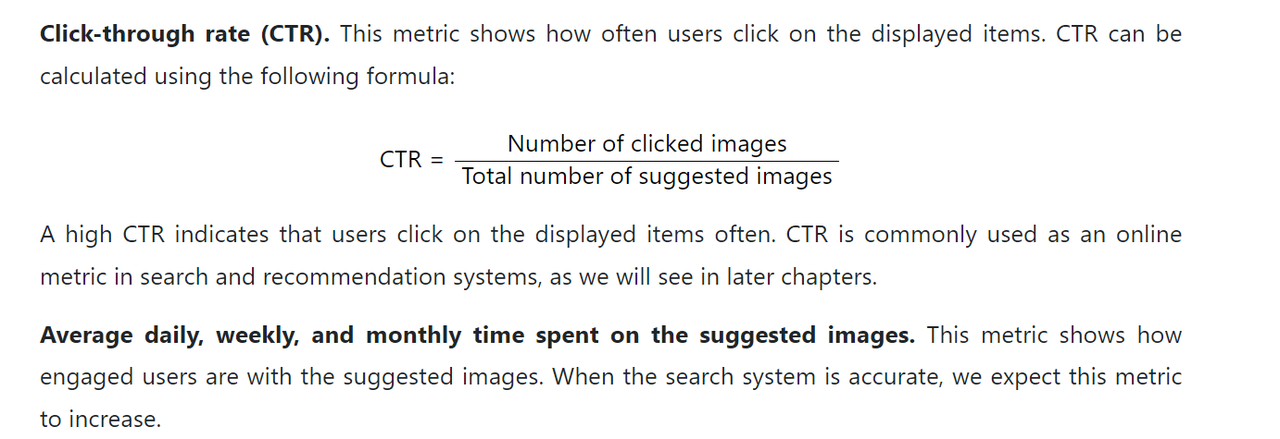 Click-through rate (CTR). This metric shows how often users click on the displayed items. CTR can be
calculated using the following formula:
CTR = Number of clicked images
Total number of suggested images
A high CTR indicates that users click on the displayed items often. CTR is commonly used as an online
metric in search and recommendation systems, as we will see in later chapters.
Average daily, weekly, and monthly time spent on the suggested images. This metric shows how
engaged users are with the suggested images. When the search system is accurate, we expect this metric
to increase.